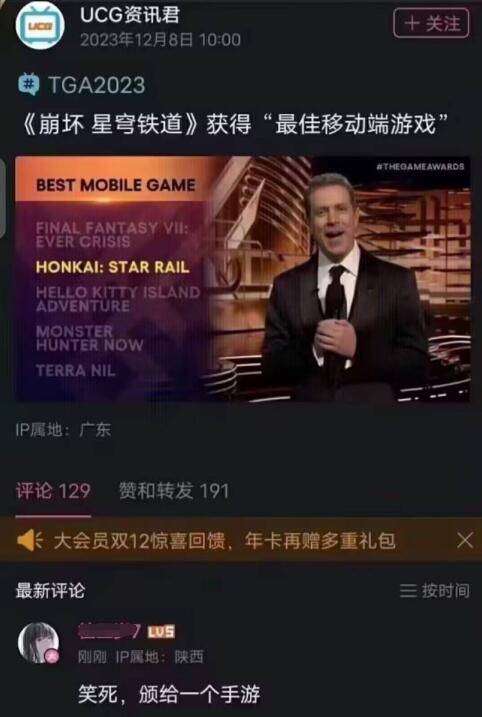 UCG
UCG资讯君
2023年12月8日 10:00
+ 关注
# TGA2023
《崩坏 星穹铁道》获得“最佳移动端游戏”
#THEGAMEAWARDS
BEST MOBILE GAME
FINAL FANTASY VII:
EVER CRISIS
HONKAI: STAR RAIL
HELLO KITTY ISLAND
ADVENTURE
MONSTER
HUNTER NOW
TERRA NIL
IP属地：广东
评论 129 赞和转发 191
大会员双12惊喜回馈，年卡再赠多重礼包
最新评论
按时间
7 LV5
刚刚 IP属地：陕西
大
笑死，颁给一个手游